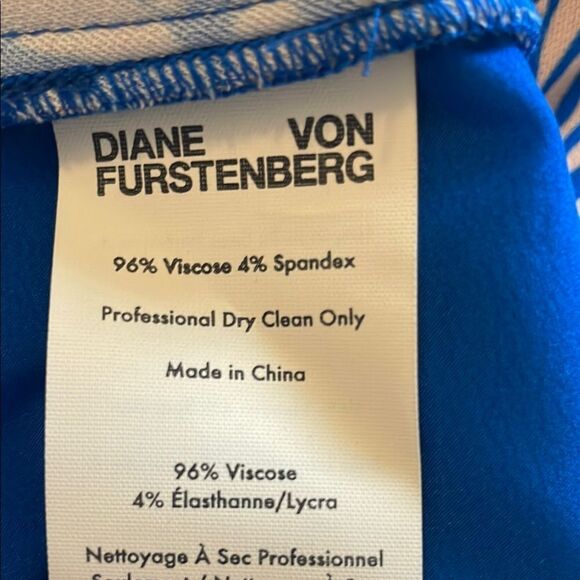 DIANE VON
FURSTENBERG
96% Viscose 4% Spandex
Professional Dry Clean Only
Made in China
96% Viscose
4% Élasthanne/Lycra
Nettoyage À Sec Professionnel